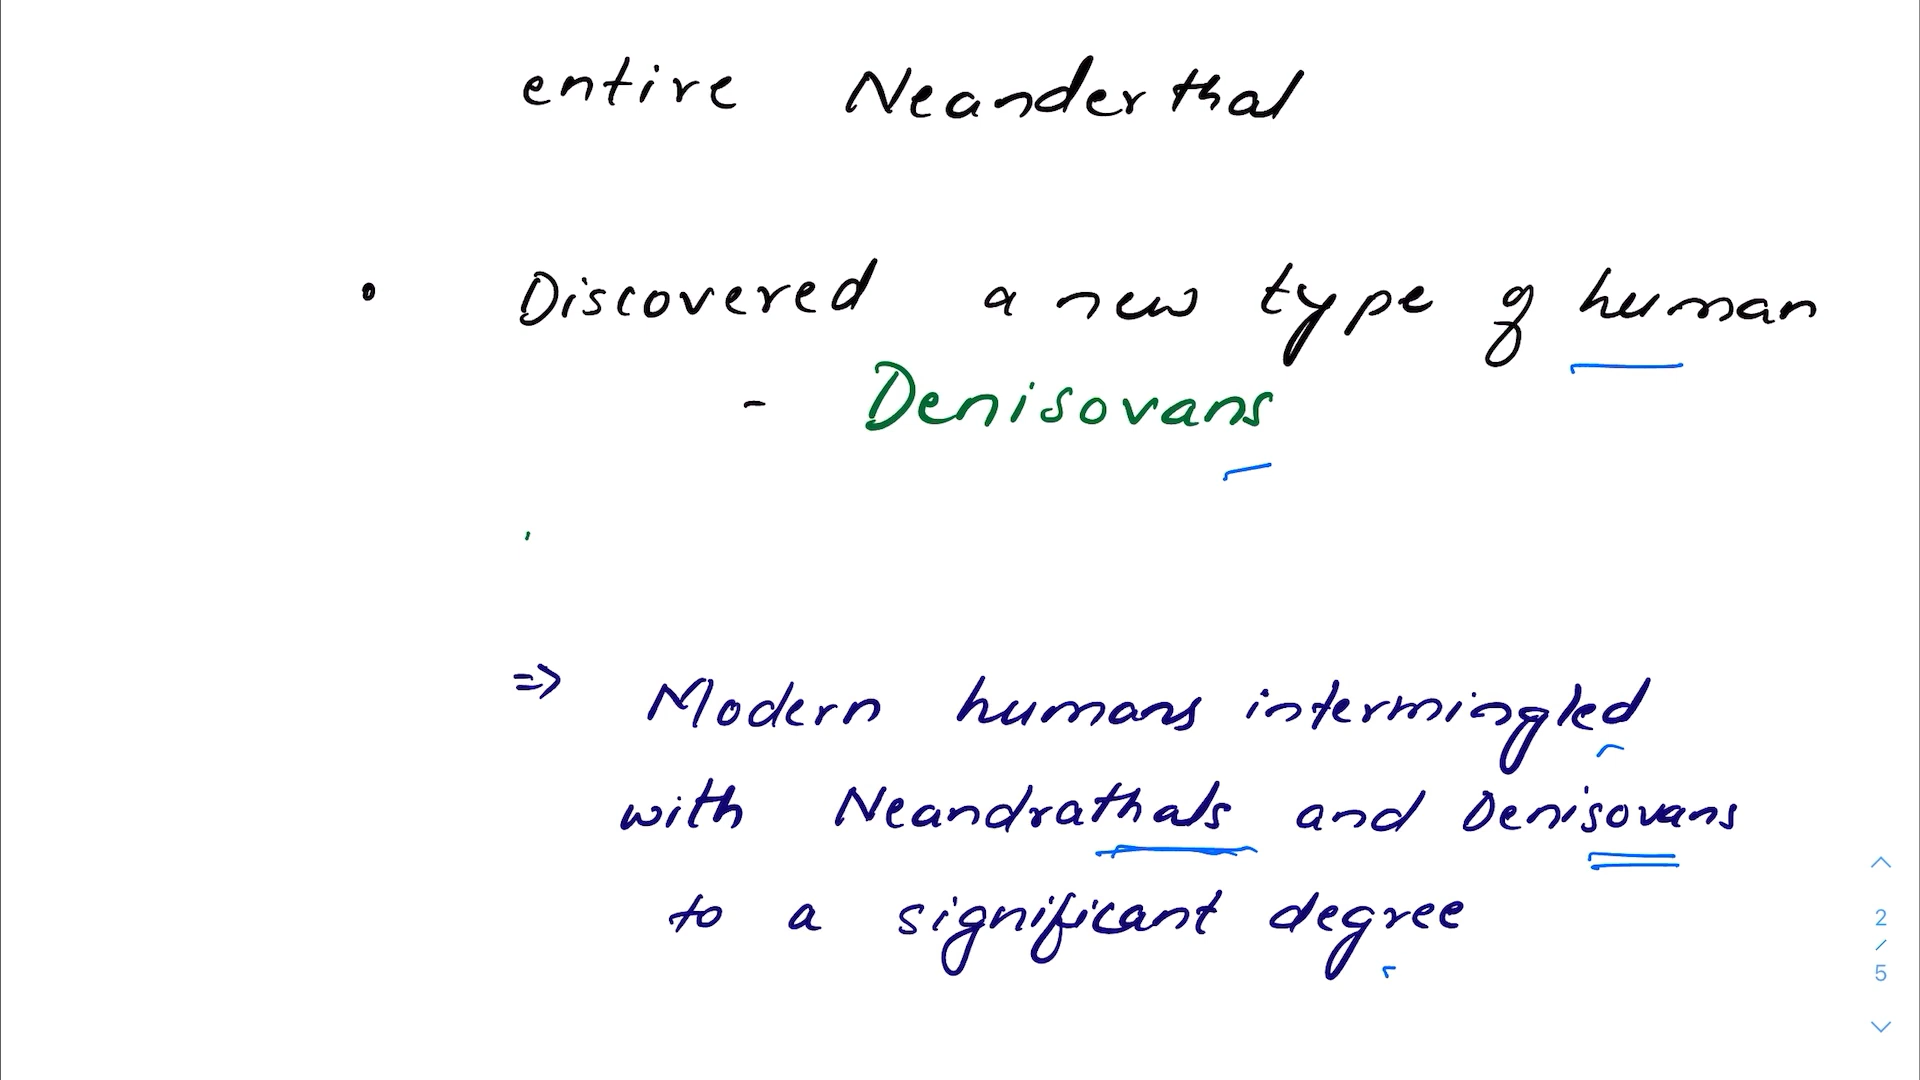 entire Neanderthal
• Discovered a new type of human
- Denisovans
=> Modern humans intermingled
with Neandrathals and Denisovans
to a significant degree
2
/
5